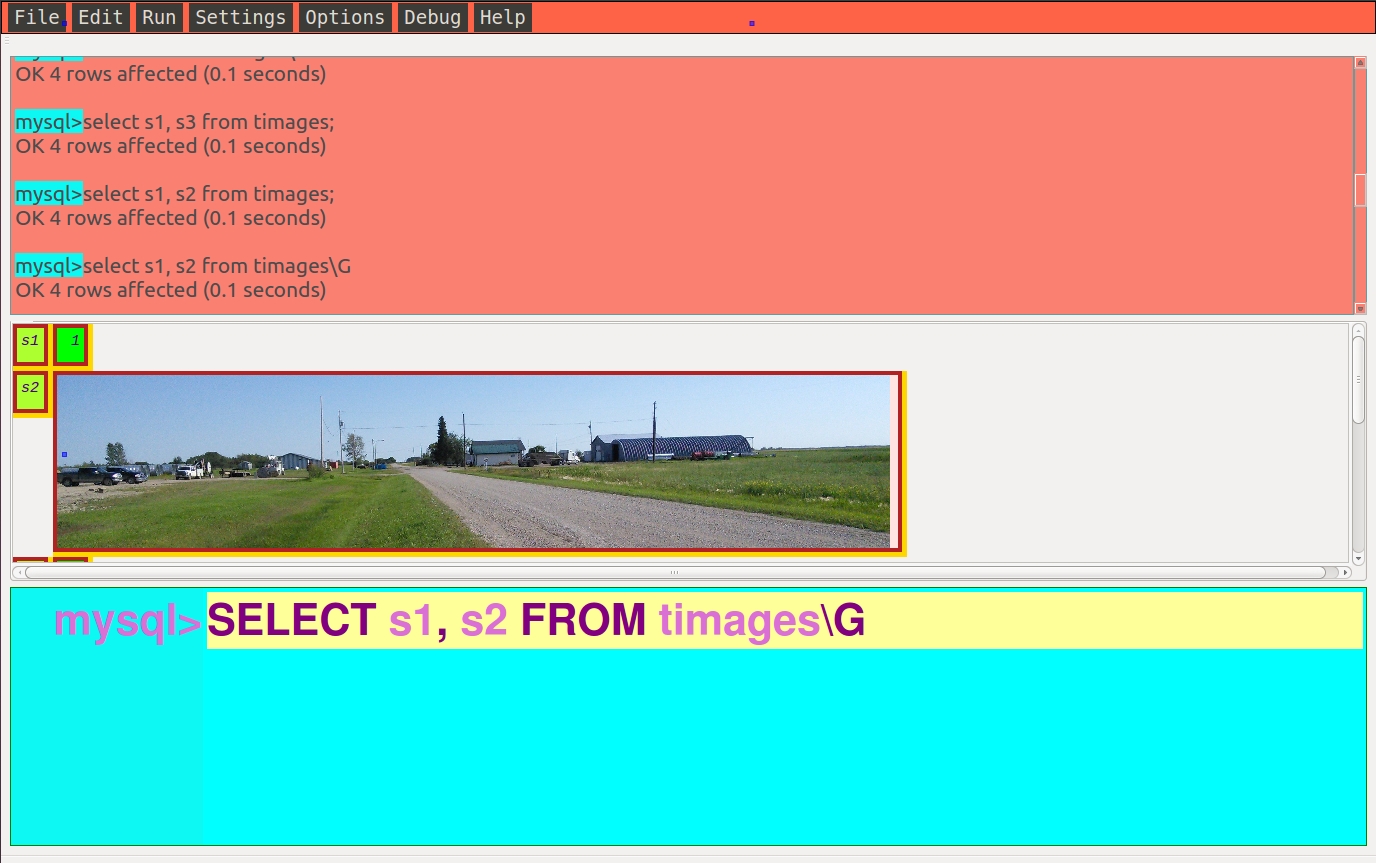 File Edit Run Settings Options Debug Help
OK 4 rows affected (0.1 seconds)
mysql>select s1, s3 from timages;
OK 4 rows affected (0.1 seconds)
mysql>select s1, s2 from timages;
OK 4 rows affected (0.1 seconds)
mysql>select s1, s2 from timages\G
OK 4 rows affected (0.1 seconds)
s1 1
s2
mysql>SELECT s1, s2 FROM timages\G